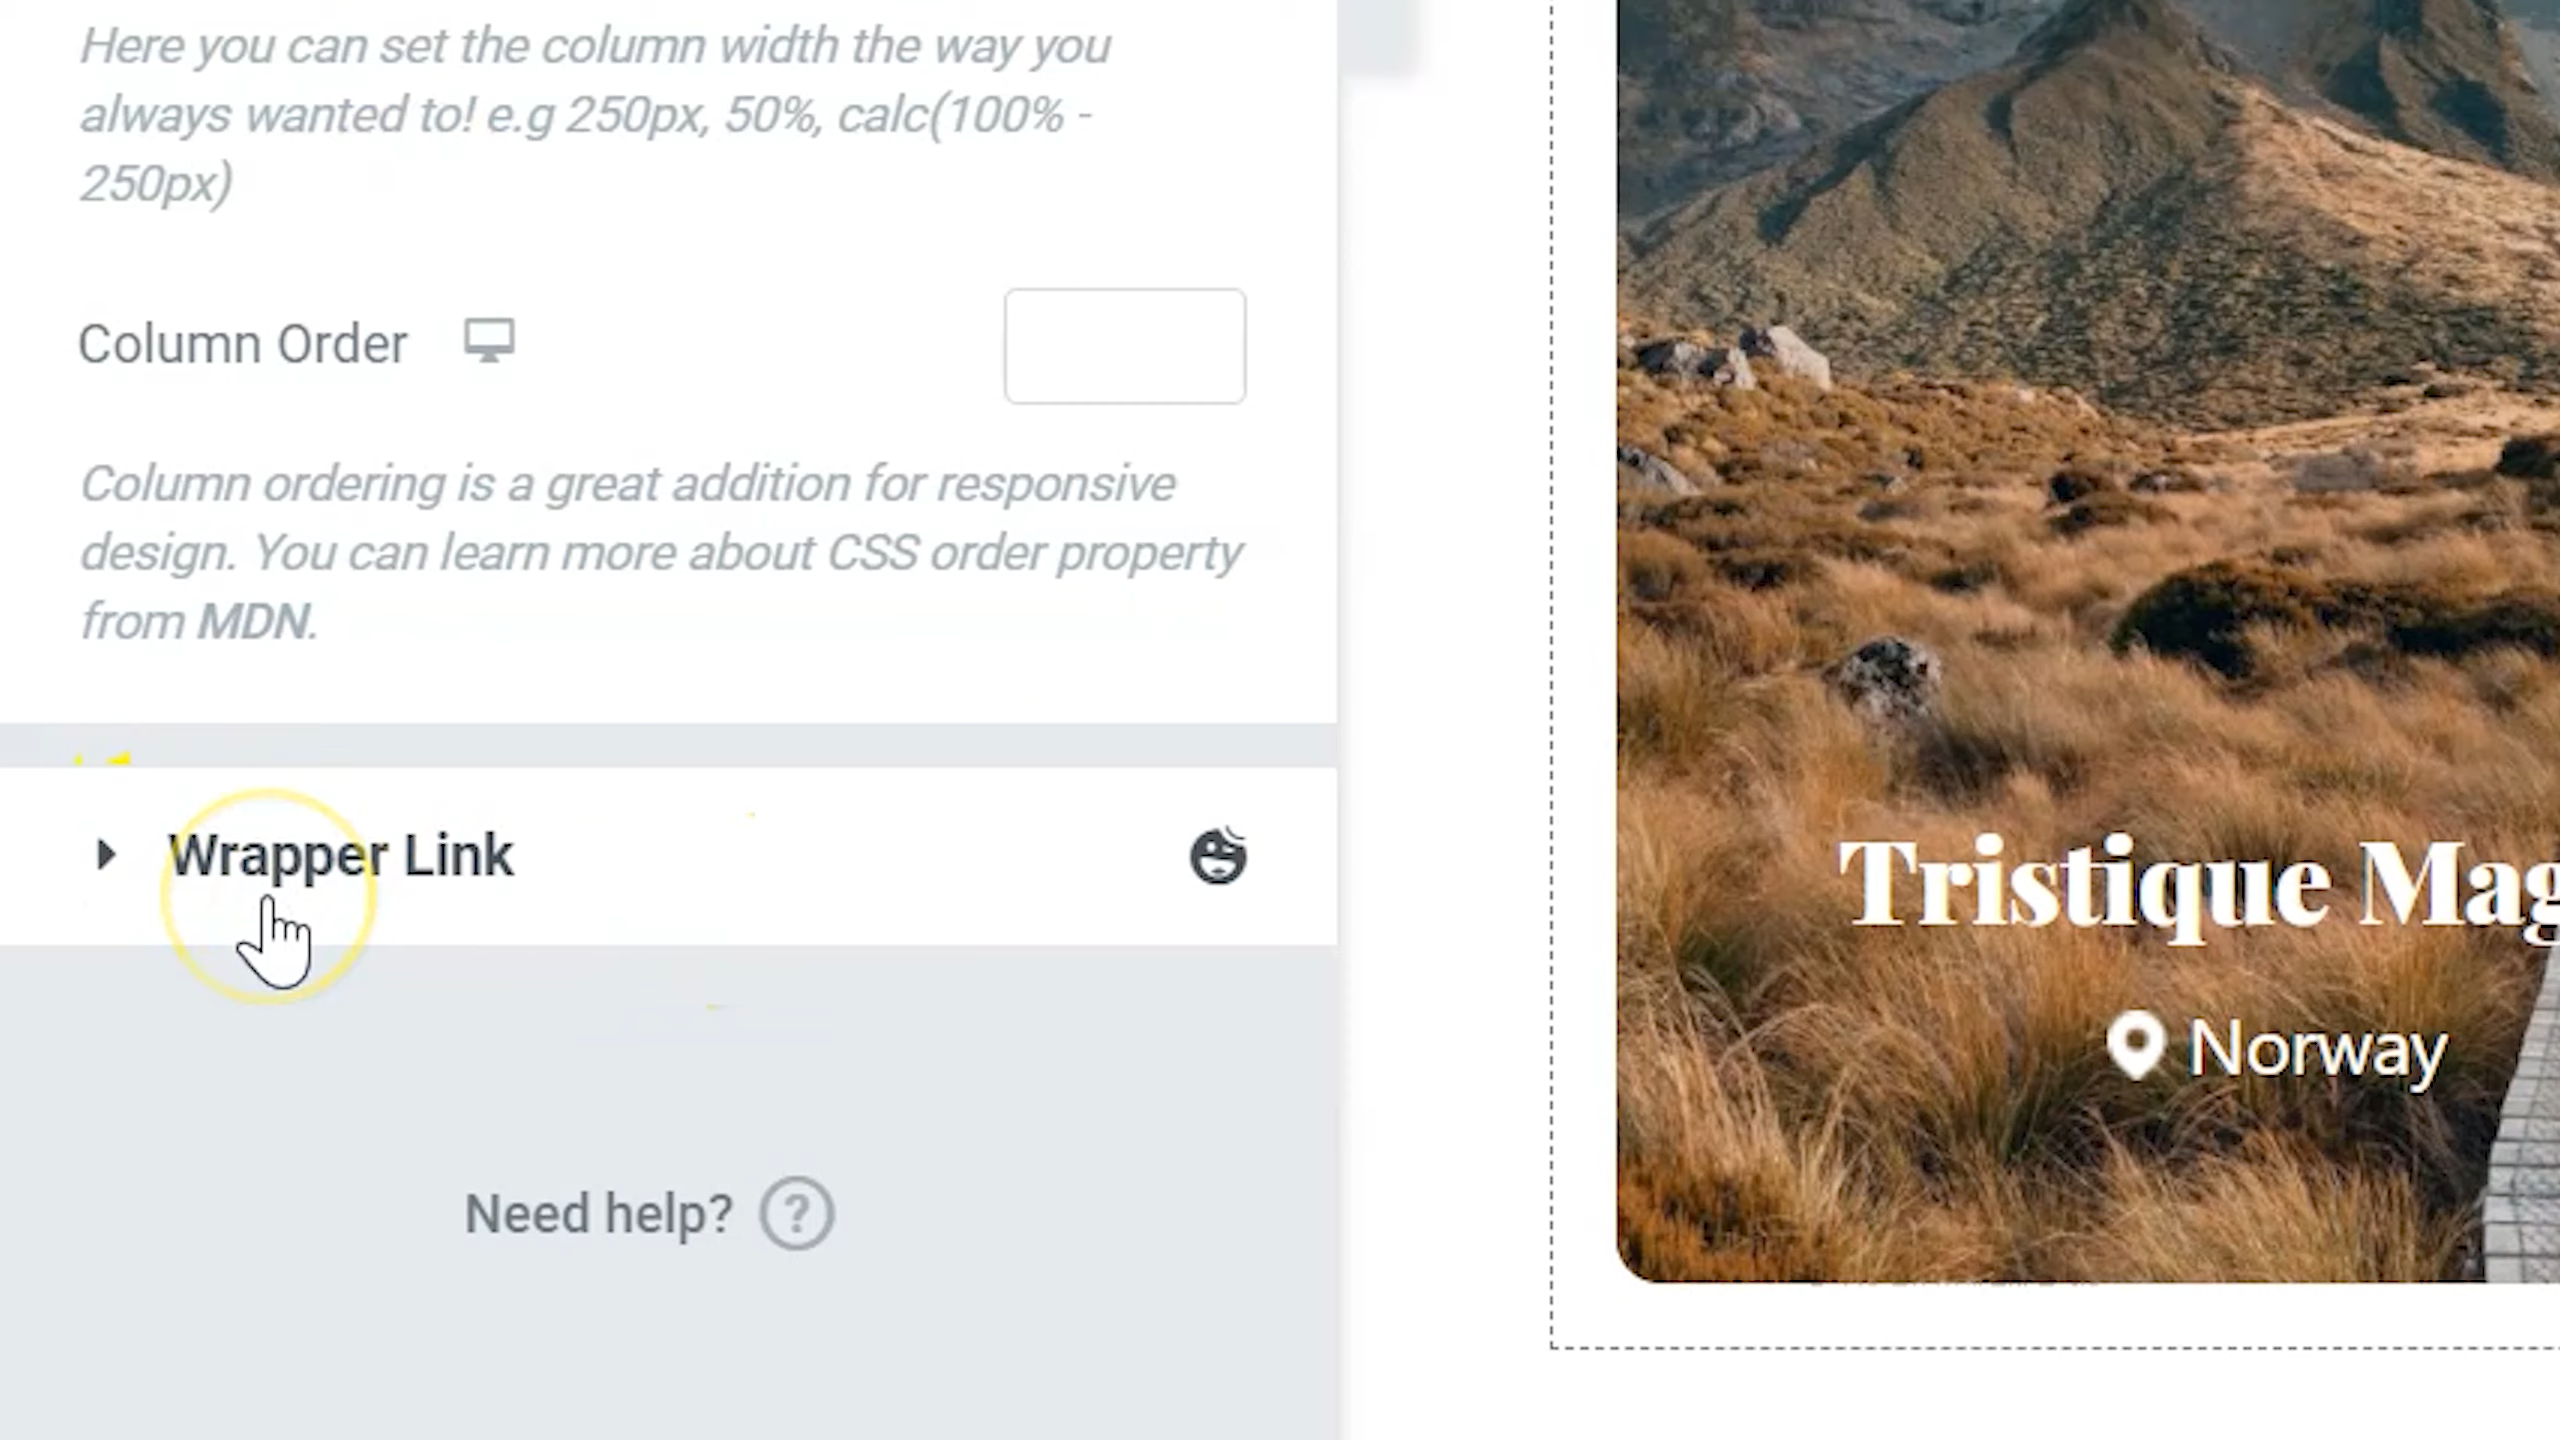 Here you can set the column width the way you
always wanted to! e.g 250px, 50%, calc(100% -
250px)
Column Order
Column ordering is a great addition for responsive
design. You can learn more about CSS order property
from MDN.
Wrapper Link
Need help? ?
Tristique Mag
Norway